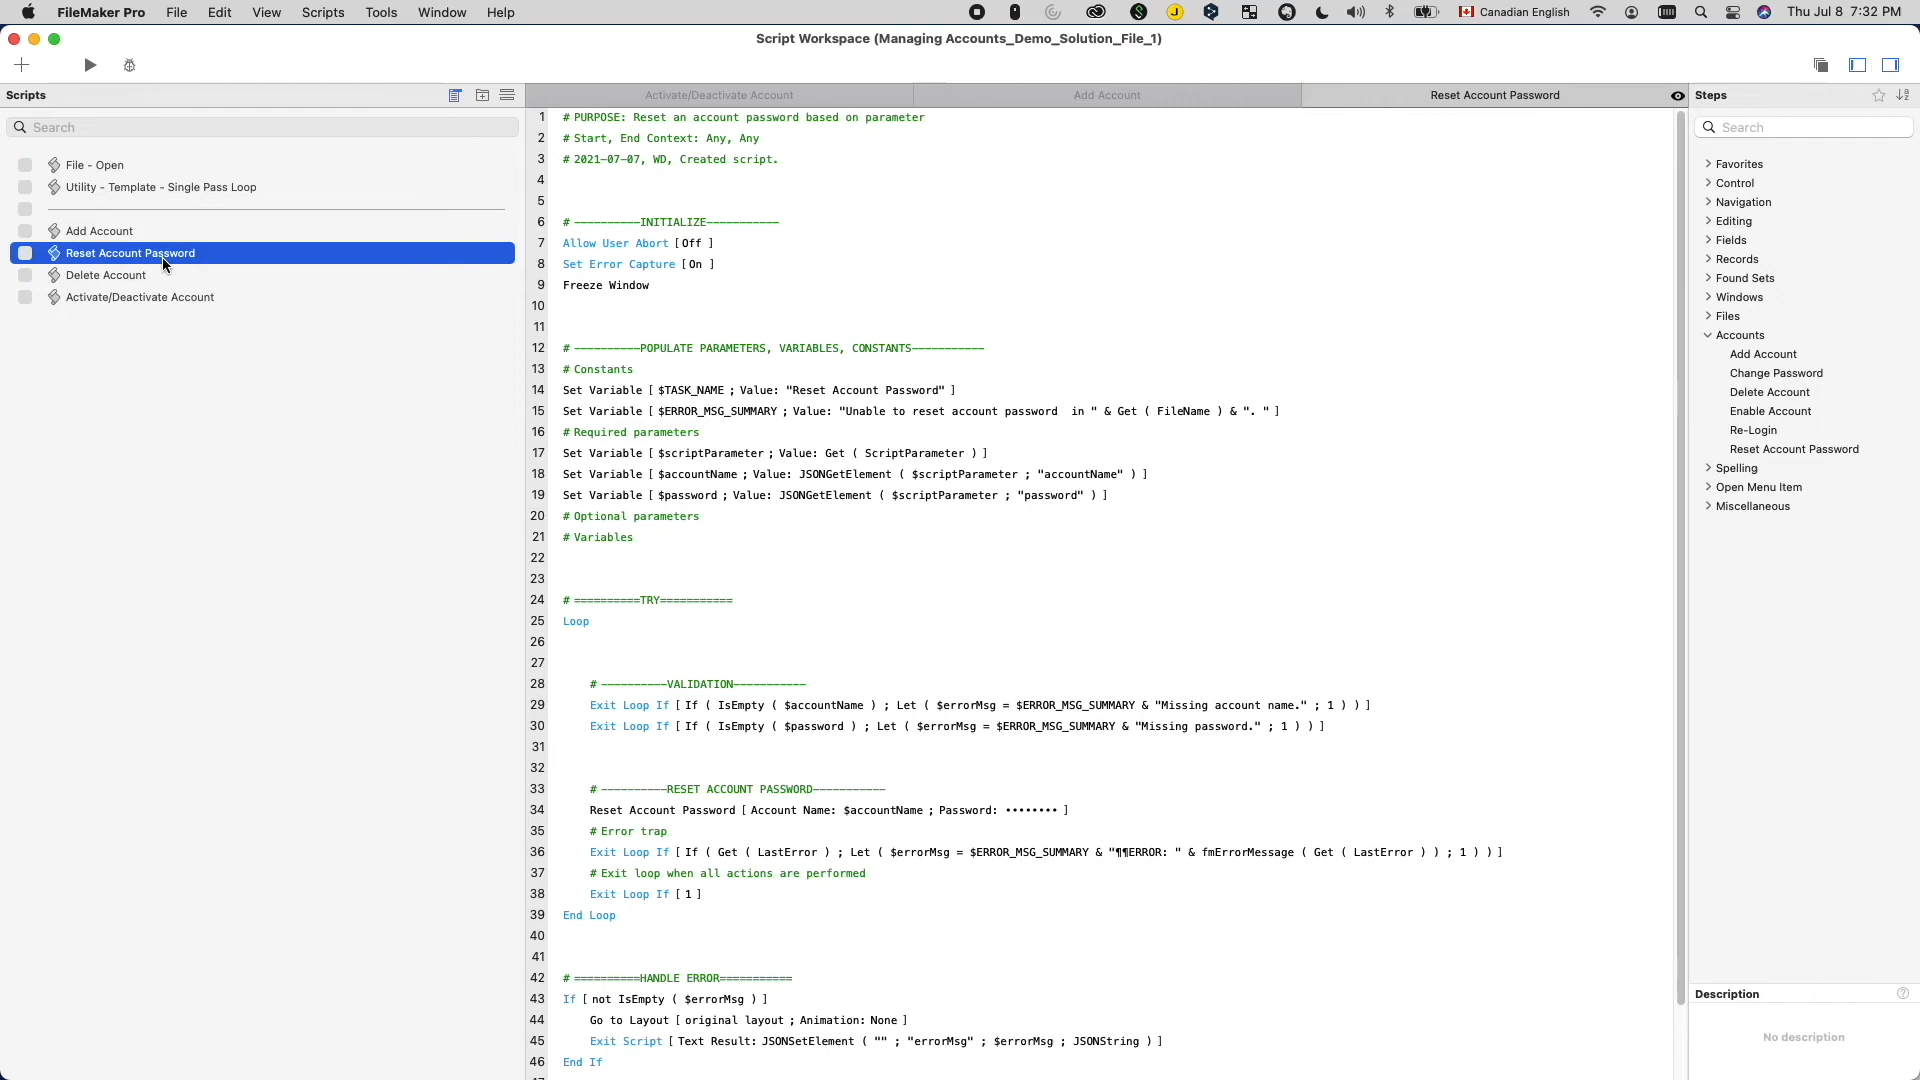 FileMaker Pro File Edit View Scripts Tools Window Help Canadian English Thu Jul 8 7:32 PM
Script Workspace (Managing Accounts_Demo_Solution_File_1)
Scripts
Search
File - Open
Utility - Template - Single Pass Loop
Add Account
Reset Account Password
Delete Account
Activate/Deactivate Account
Activate/Deactivate Account Add Account Reset Account Password
1 # PURPOSE: Reset an account password based on parameter
2 # Start, End Context: Any, Any
3 # 2021-07-07, WD, Created script.
4
5
6 # ----------INITIALIZE-----------
7 Allow User Abort [ Off ]
8 Set Error Capture [ On ]
9 Freeze Window
10
11
12 # ----------POPULATE PARAMETERS, VARIABLES, CONSTANTS-----------
13 # Constants
14 Set Variable [ $TASK_NAME ; Value: "Reset Account Password" ]
15 Set Variable [ $ERROR_MSG_SUMMARY ; Value: "Unable to reset account password  in " & Get ( FileName ) & ". " ]
16 # Required parameters
17 Set Variable [ $scriptParameter ; Value: Get ( ScriptParameter ) ]
18 Set Variable [ $accountName ; Value: JSONGetElement ( $scriptParameter ; "accountName" ) ]
19 Set Variable [ $password ; Value: JSONGetElement ( $scriptParameter ; "password" ) ]
20 # Optional parameters
21 # Variables
22
23
24 # ==========TRY===========
25 Loop
26
27
28 # ----------VALIDATION-----------
29 Exit Loop If [ If ( IsEmpty ( $accountName ) ; Let ( $errorMsg = $ERROR_MSG_SUMMARY & "Missing account name." ; 1 ) ) ]
30 Exit Loop If [ If ( IsEmpty ( $password ) ; Let ( $errorMsg = $ERROR_MSG_SUMMARY & "Missing password." ; 1 ) ) ]
31
32
33 # ----------RESET ACCOUNT PASSWORD-----------
34 Reset Account Password [ Account Name: $accountName ; Password: •••••••• ]
35 # Error trap
36 Exit Loop If [ If ( Get ( LastError ) ; Let ( $errorMsg = $ERROR_MSG_SUMMARY & "¶¶ERROR: " & fmErrorMessage ( Get ( LastError ) ) ; 1 ) ) ]
37 # Exit loop when all actions are performed
38 Exit Loop If [ 1 ]
39 End Loop
40
41
42 # ==========HANDLE ERROR===========
43 If [ not IsEmpty ( $errorMsg ) ]
44 Go to Layout [ original layout ; Animation: None ]
45 Exit Script [ Text Result: JSONSetElement ( "" ; "errorMsg" ; $errorMsg ; JSONString ) ]
46 End If
Steps
Search
Favorites
Control
Navigation
Editing
Fields
Records
Found Sets
Windows
Files
Accounts
Add Account
Change Password
Delete Account
Enable Account
Re-Login
Reset Account Password
Spelling
Open Menu Item
Miscellaneous
Description
No description